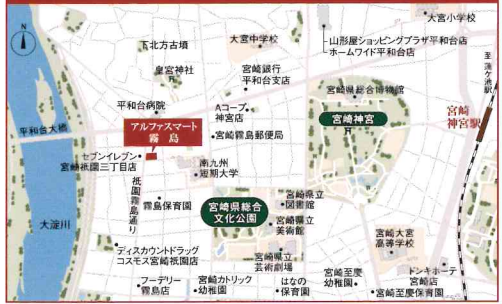 N
下北方古墳
大宮中学校
大宮小学校
山形屋ショッピングプラザ平和台店
ホームワイド平和台店
至蓮ケ池駅
皇宮神社
宮崎銀行
平和台支店
宮崎県総合博物館
平和台病院
Aコープ
神宮店
宮崎神宮
宮崎
神宮駅
平和台大橋
アルファスマート
霧島
宮崎霧島郵便局
セブンイレブン
宮崎祇園三丁目店
南九州
短期大学
祇園霧島通り
霧島保育園
宮崎県総合
文化公園
宮崎県立
図書館
宮崎県立
美術館
大淀川
宮崎大宮
高等学校
ディスカウントドラッグ
コスモス宮崎祇園店
宮崎県立
芸術劇場
ドンキホーテ
宮崎店
フーデリー
霧島店
宮崎カトリック
幼稚園
はなの
保育園
宮崎至慶
幼稚園
宮崎至慶保育園